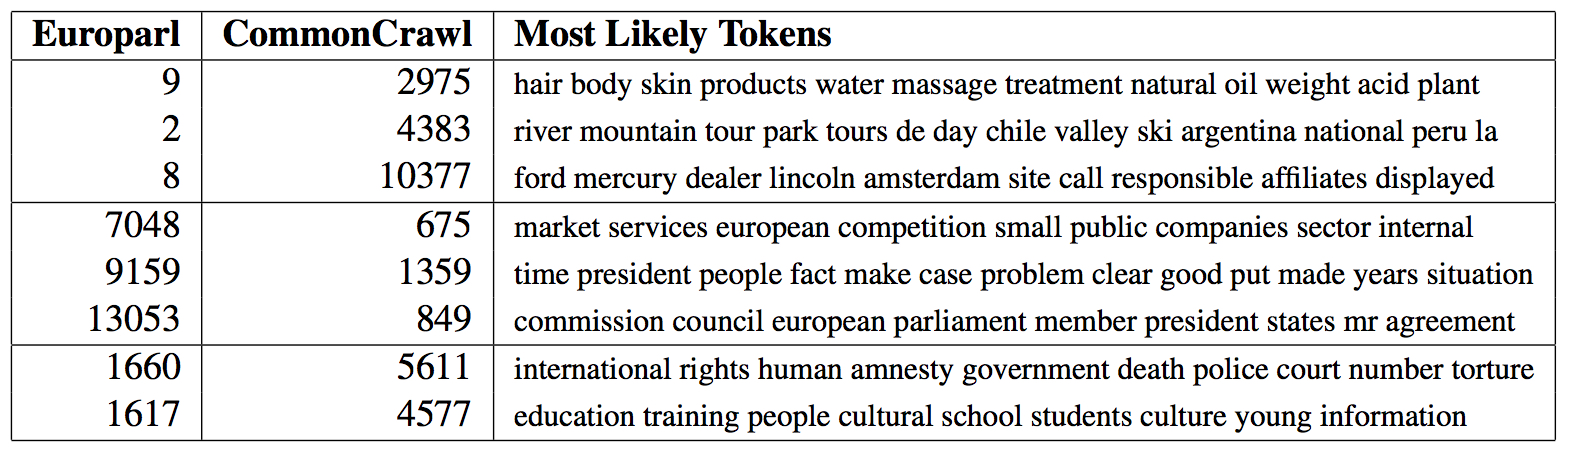 Europarl CommonCrawl Most Likely Tokens
9 2975 hair body skin products water massage treatment natural oil weight acid plant
2 4383 river mountain tour park tours de day chile valley ski argentina national peru la
8 10377 ford mercury dealer lincoln amsterdam site call responsible affiliates displayed
7048 675 market services european competition small public companies sector internal
9159 1359 time president people fact make case problem clear good put made years situation
13053 849 commission council european parliament member president states mr agreement
1660 5611 international rights human amnesty government death police court number torture
1617 4577 education training people cultural school students culture young information